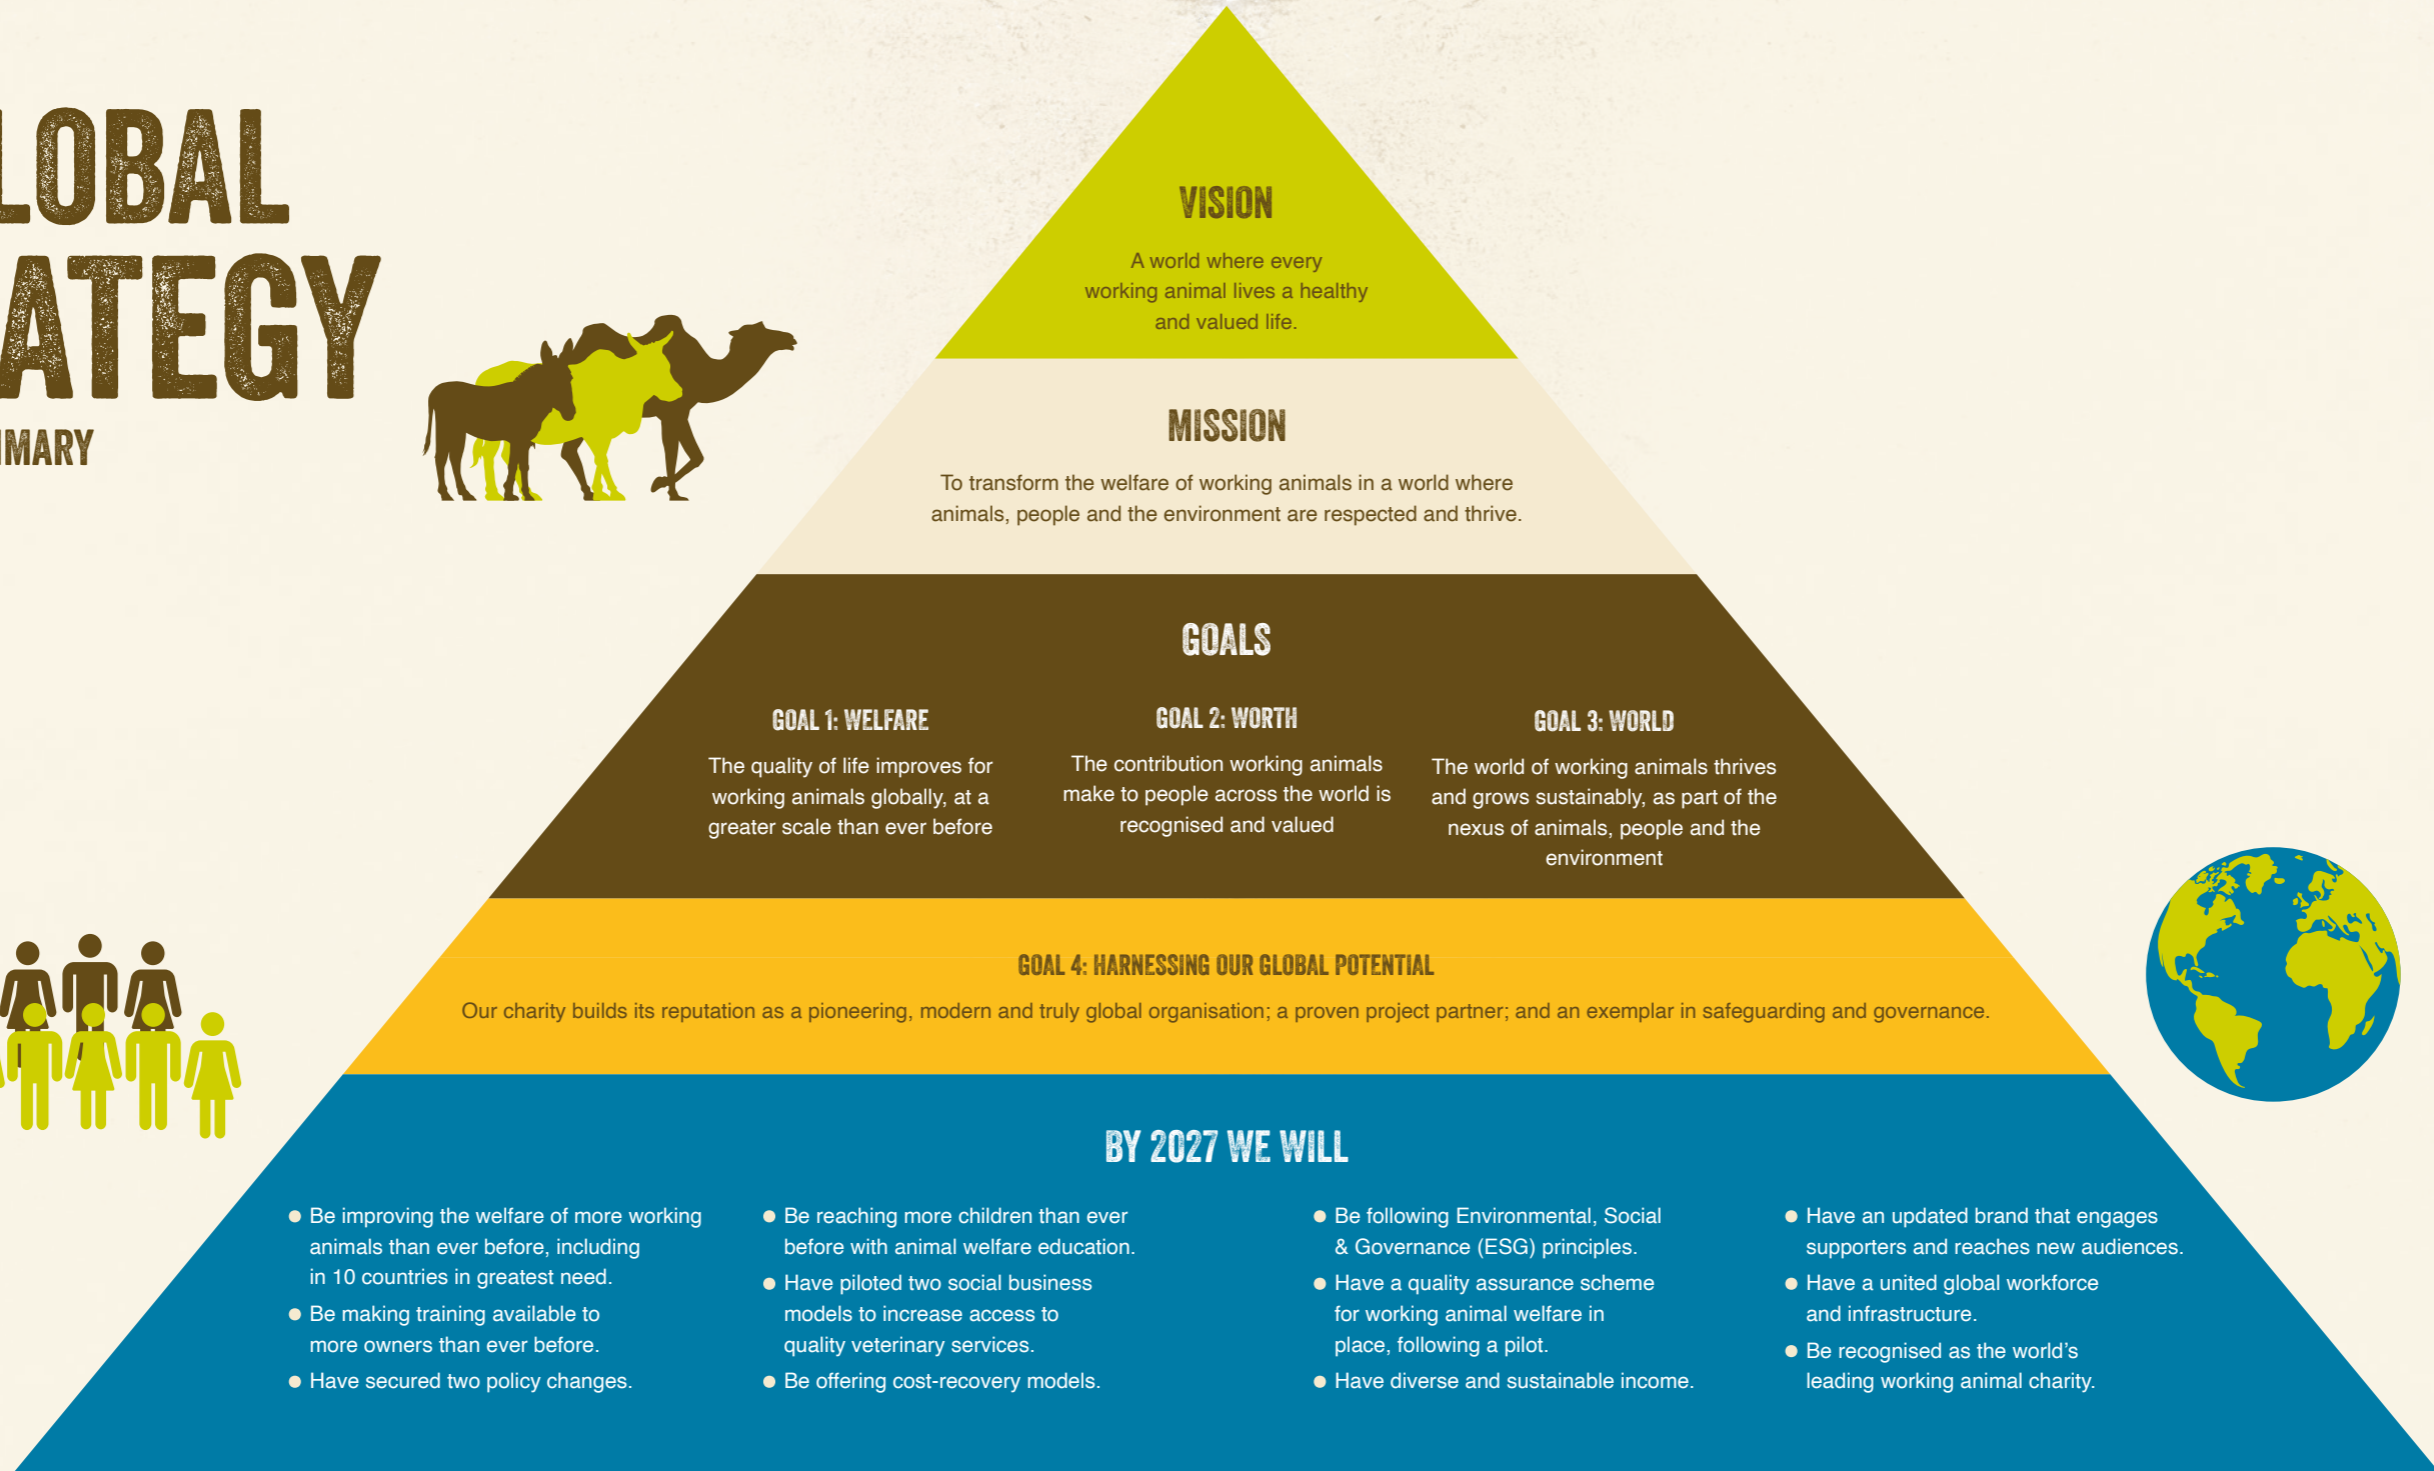 LOBAL
ATEGY
MARY
VISION
A world where every
working animal lives a healthy
and valued life.
MISSION
To transform the welfare of working animals in a world where
animals, people and the environment are respected and thrive.
GOALS
GOAL 1: WELFARE
The quality of life improves for
working animals globally, at a
greater scale than ever before
GOAL 2: WORTH
The contribution working animals
make to people across the world is
recognised and valued
GOAL 3: WORLD
The world of working animals thrives
and grows sustainably, as part of the
nexus of animals, people and the
environment
GOAL 4: HARNESSING OUR GLOBAL POTENTIAL
Our charity builds its reputation as a pioneering, modern and truly global organisation; a proven project partner; and an exemplar in safeguarding and governance.
BY 2027 WE WILL
● Be improving the welfare of more working
animals than ever before, including
in 10 countries in greatest need.
● Be making training available to
more owners than ever before.
● Have secured two policy changes.
● Be reaching more children than ever
before with animal welfare education.
● Have piloted two social business
models to increase access to
quality veterinary services.
● Be offering cost-recovery models.
● Be following Environmental, Social
& Governance (ESG) principles.
● Have a quality assurance scheme
for working animal welfare in
place, following a pilot.
● Have diverse and sustainable income.
● Have an updated brand that engages
supporters and reaches new audiences.
● Have a united global workforce
and infrastructure.
● Be recognised as the world's
leading working animal charity.